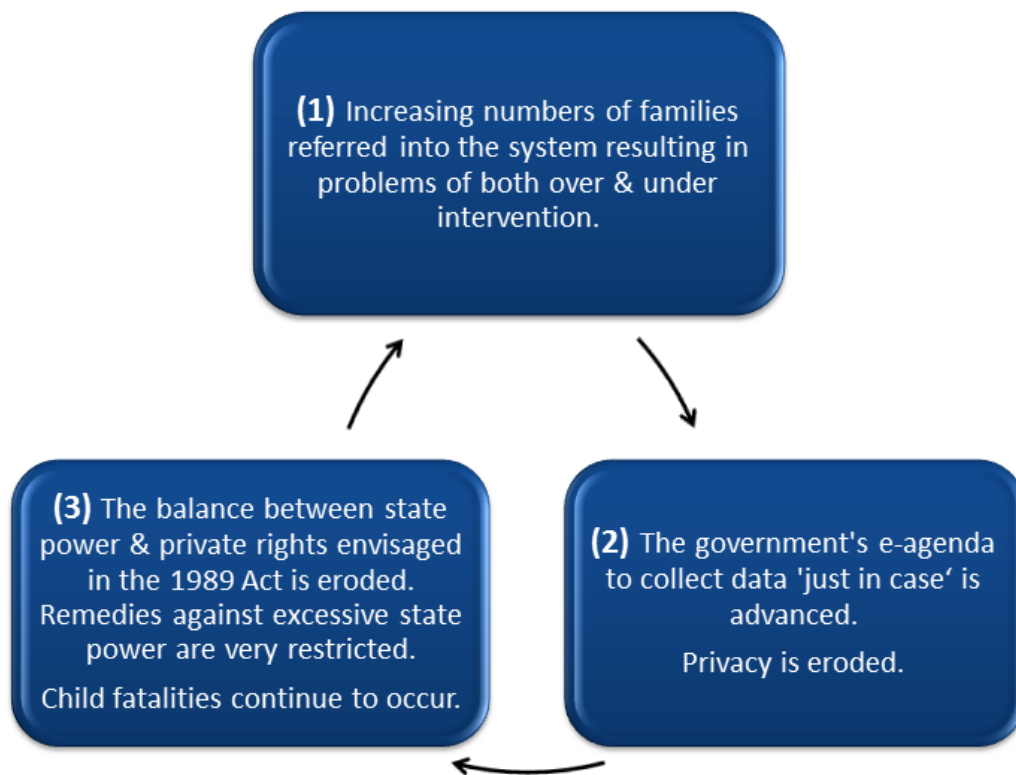 (1) Increasing numbers of families
referred into the system resulting in
problems of both over & under
intervention.
(2) The government's e-agenda
to collect data 'just in case‘ is
advanced.
Privacy is eroded.
(3) The balance between state
power & private rights envisaged
in the 1989 Act is eroded.
Remedies against excessive state
power are very restricted.
Child fatalities continue to occur.